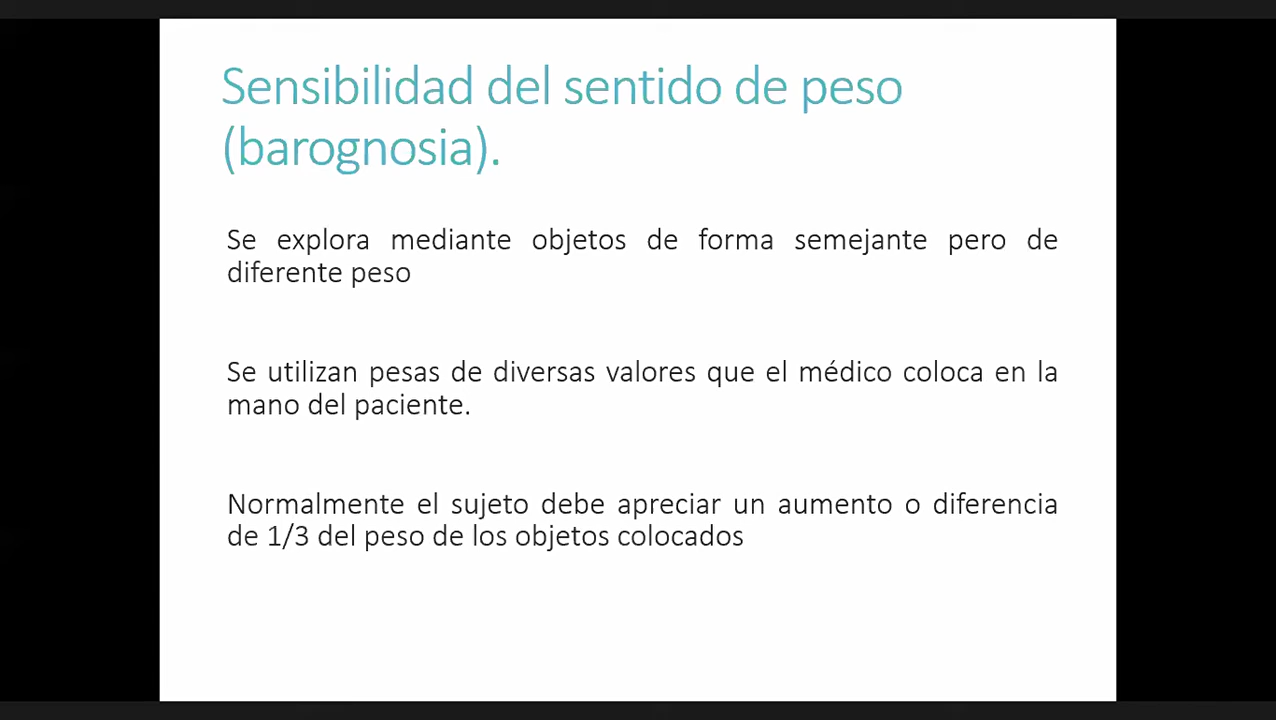 Sensibilidad del sentido de peso
(barognosia).
Se explora mediante objetos de forma semejante pero de
diferente peso
Se utilizan pesas de diversas valores que el médico coloca en la
mano del paciente.
Normalmente el sujeto debe apreciar un aumento o diferencia
de 1/3 del peso de los objetos colocados